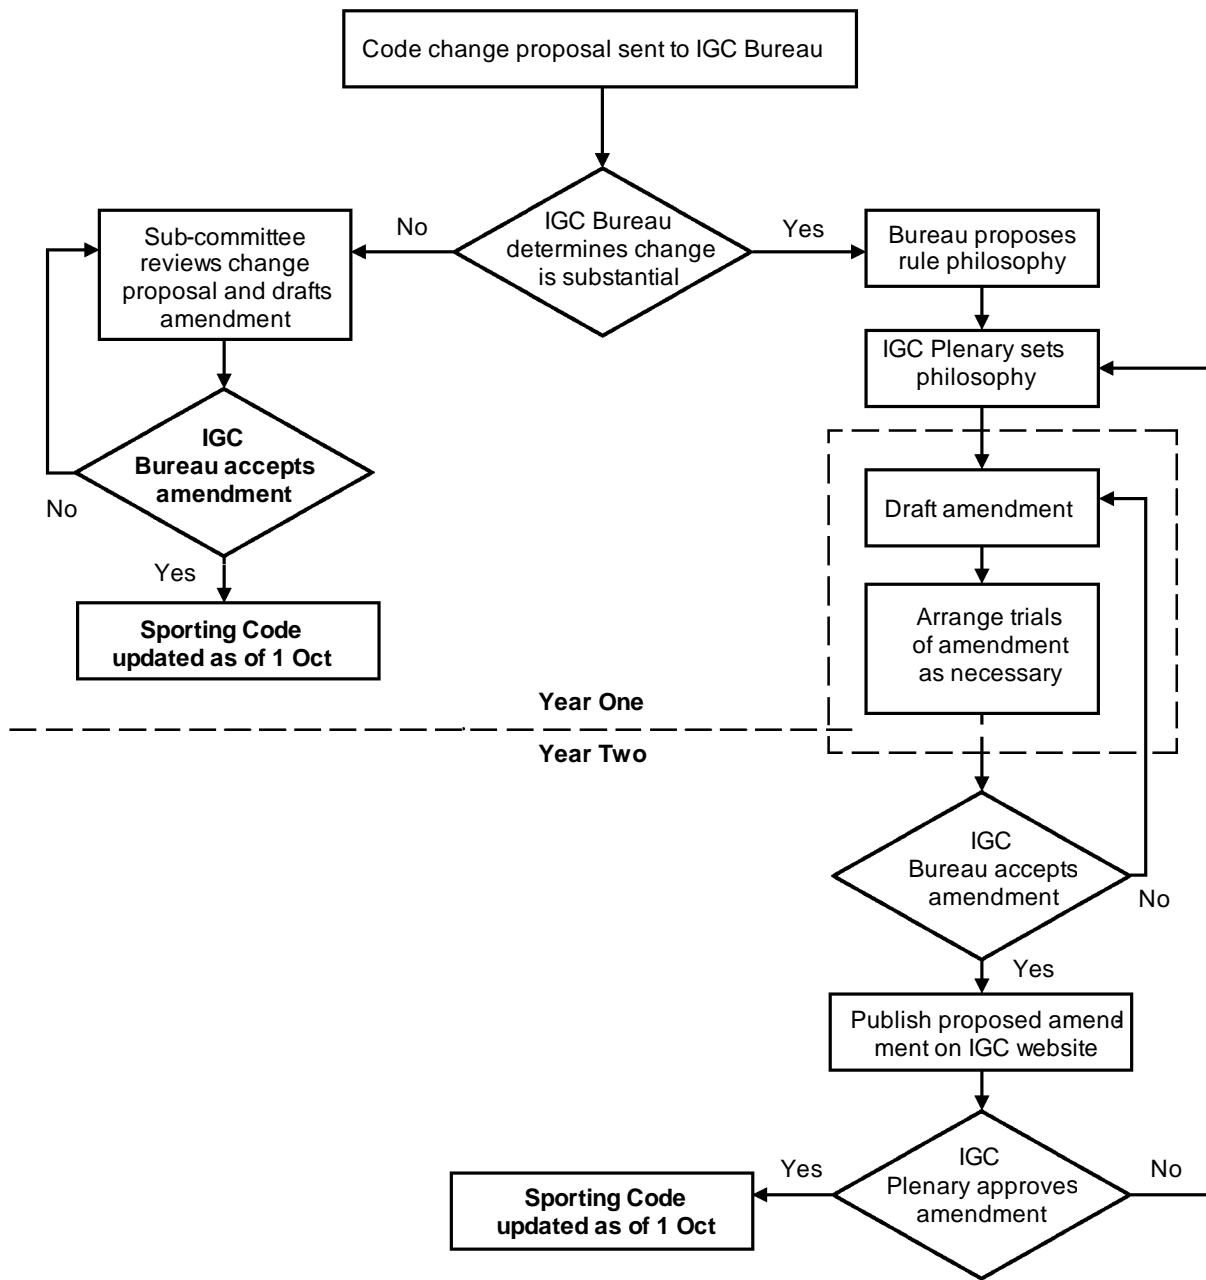 Code change proposal sent to IGC Bureau
IGC Bureau
determines change
is substantial
No
Yes
Sub-committee
reviews change
proposal and drafts
amendment
Bureau proposes
rule philosophy
IGC Plenary sets
philosophy
IGC
Bureau accepts
amendment
No
Yes
Draft amendment
Arrange trials
of amendment
as necessary
Sporting Code
updated as of 1 Oct
Year One
Year Two
IGC
Bureau accepts
amendment
No
Yes
Publish proposed amend-
ment on IGC website
IGC
Plenary approves
amendment
Yes
No
Sporting Code
updated as of 1 Oct